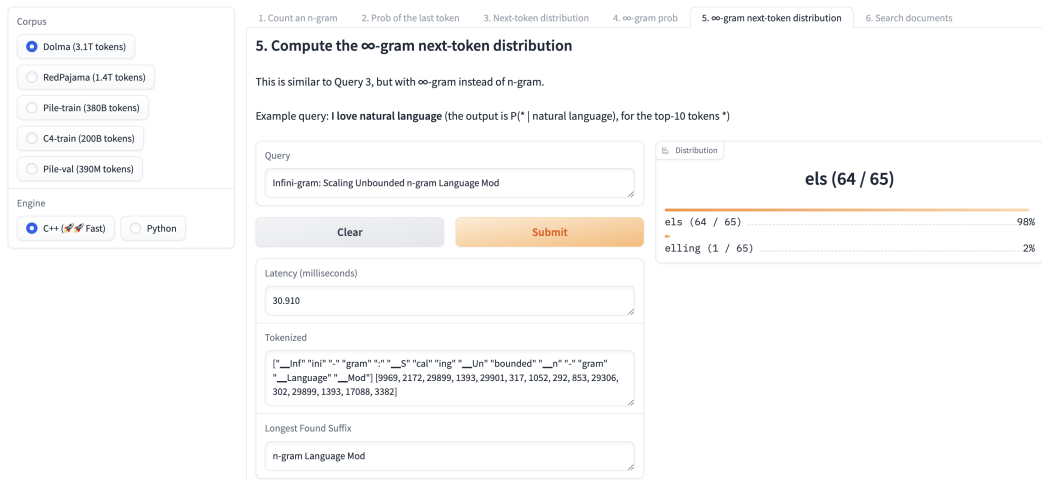 Corpus
Dolma (3.1T tokens)
RedPajama (1.4T tokens)
Pile-train (380B tokens)
C4-train (200B tokens)
Pile-val (390M tokens)
Engine
C++ (🚀🚀 Fast)
Python
1. Count an n-gram
2. Prob of the last token
3. Next-token distribution
4. ∞-gram prob
5. ∞-gram next-token distribution
6. Search documents
5. Compute the ∞-gram next-token distribution
This is similar to Query 3, but with ∞-gram instead of n-gram.
Example query: I love natural language (the output is P(* | natural language), for the top-10 tokens *)
Query
Infini-gram: Scaling Unbounded n-gram Language Mod
Clear
Submit
Latency (milliseconds)
30.910
Tokenized
["▁Inf" "ini" "-" "gram" ":" "▁S" "cal" "ing" "▁Un" "bounded" "▁n" "-" "gram"
"▁Language" "▁Mod"] [9969, 2172, 29899, 1393, 29901, 317, 1052, 292, 853, 29306,
302, 29899, 1393, 17088, 3382]
Longest Found Suffix
n-gram Language Mod
Distribution
els (64 / 65)
els (64 / 65) 98%
elling (1 / 65) 2%